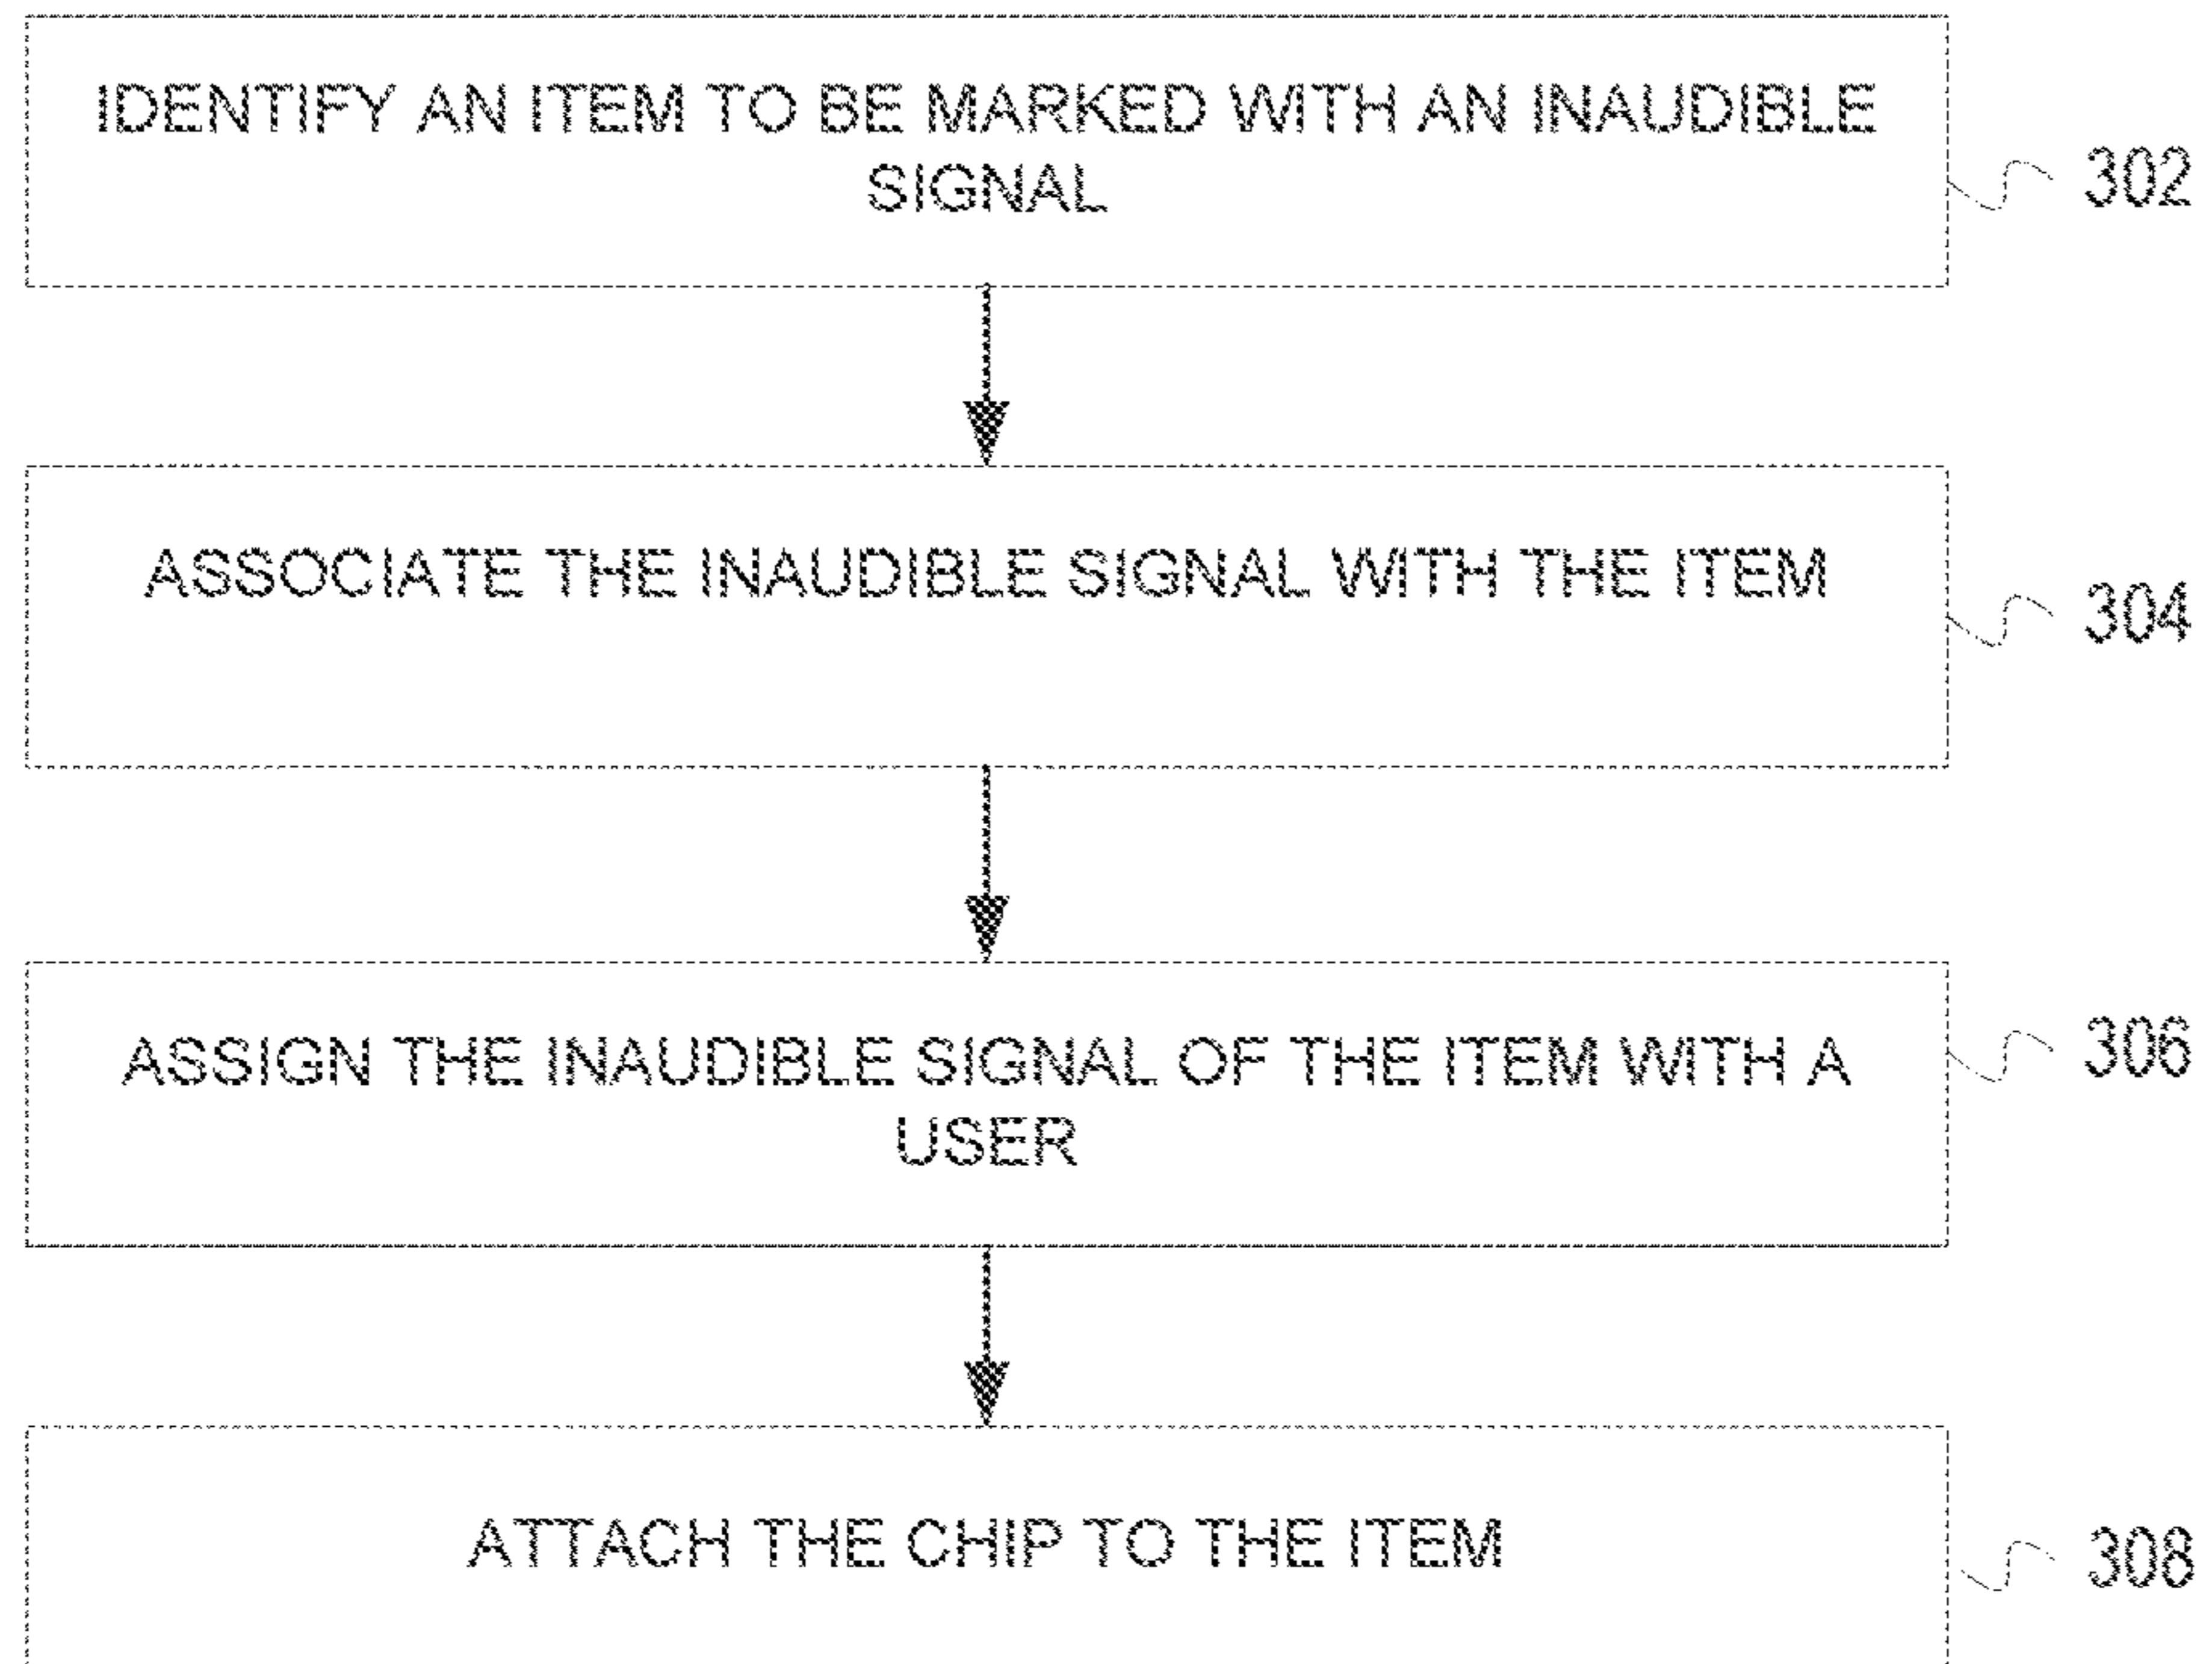 IDENTIFY AN ITEM TO BE MARKED WITH AN INAUDIBLE
SIGNAL
302
ASSOCIATE THE INAUDIBLE SIGNAL WITH THE ITEM
304
ASSIGN THE INAUDIBLE SIGNAL OF THE ITEM WITH A
USER
306
ATTACH THE CHIP TO THE ITEM
308